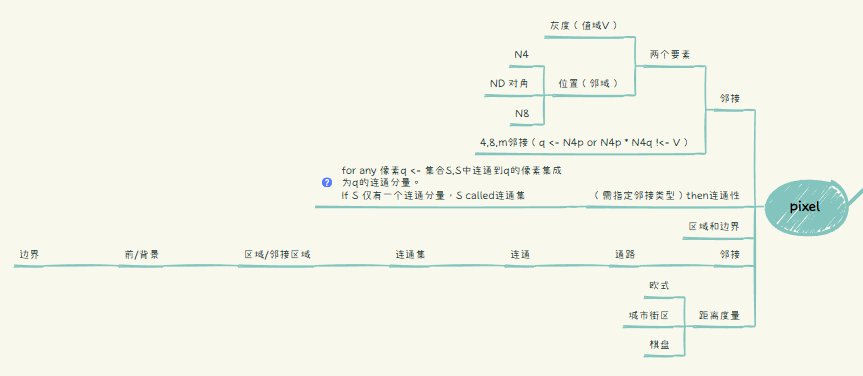 灰度（值域V）
两个要素
N4
ND 对角
位置（邻域）
邻接
N8
4,8,m邻接（q <- N4p or N4p * N4q !<- V）
for any 像素q <- 集合S,S中连通到q的像素集成
为q的连通分量。
If S 仅有一个连通分量，S called连通集
（需指定邻接类型）then连通性
pixel
区域和边界
边界
前/背景
区域/邻接区域
连通集
连通
通路
邻接
欧式
城市街区
距离度量
棋盘